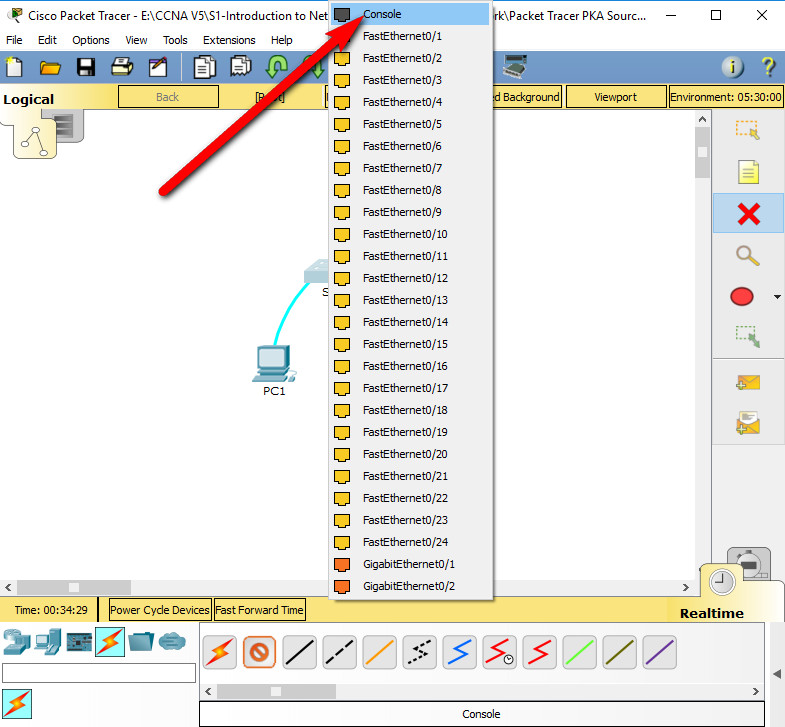 Cisco Packet Tracer - E:\CCNA V5\S1-Introduction to Net
rk\Packet Tracer PKA Sourc...
File Edit Options View Tools Extensions Help
Logical
Back
[Root]
ed Background
Viewport
Environment: 05:30:00
Console
FastEthernet0/1
FastEthernet0/2
FastEthernet0/3
FastEthernet0/4
FastEthernet0/5
FastEthernet0/6
FastEthernet0/7
FastEthernet0/8
FastEthernet0/9
FastEthernet0/10
FastEthernet0/11
FastEthernet0/12
FastEthernet0/13
FastEthernet0/14
FastEthernet0/15
FastEthernet0/16
FastEthernet0/17
FastEthernet0/18
FastEthernet0/19
FastEthernet0/20
FastEthernet0/21
FastEthernet0/22
FastEthernet0/23
FastEthernet0/24
GigabitEthernet0/1
GigabitEthernet0/2
S
PC1
Time: 00:34:29
Power Cycle Devices
Fast Forward Time
Realtime
Console